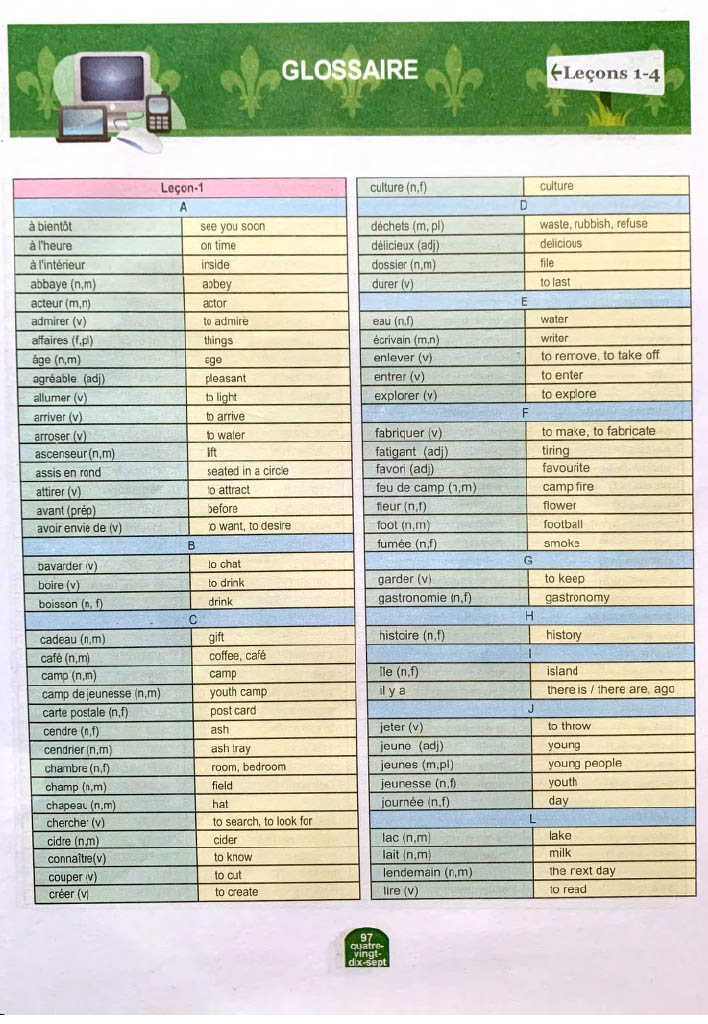 GLOSSAIRE
←Leçons 1-4
Leçon-1
A
à bientôt see you soon
à l'heure on time
à l'intérieur inside
abbaye (n,m) abbey
acteur (m,n) actor
admirer (v) to admire
affaires (f,pl) things
âge (n,m) age
agréable (adj) pleasant
allumer (v) to light
arriver (v) to arrive
arroser (v) to water
ascenseur (n,m) lift
assis en rond seated in a circle
attirer (v) to attract
avant (prép) before
avoir envie de (v) to want, to desire
B
bavarder (v) to chat
boire (v) to drink
boisson (n, f) drink
C
cadeau (n,m) gift
café (n,m) coffee, café
camp (n,m) camp
camp de jeunesse (n,m) youth camp
carte postale (n,f) post card
cendre (n,f) ash
cendrier (n,m) ash tray
chambre (n,f) room, bedroom
champ (n,m) field
chapeau (n,m) hat
chercher (v) to search, to look for
cidre (n,m) cider
connaître(v) to know
couper (v) to cut
créer (v) to create
culture (n,f) culture
D
déchets (m, pl) waste, rubbish, refuse
délicieux (adj) delicious
dossier (n,m) file
durer (v) to last
E
eau (n,f) water
écrivain (m,n) writer
enlever (v) to remove, to take off
entrer (v) to enter
explorer (v) to explore
F
fabriquer (v) to make, to fabricate
fatigant (adj) tiring
favori (adj) favourite
feu de camp (n,m) camp fire
fleur (n,f) flower
foot (n,m) football
fumée (n,f) smoke
G
garder (v) to keep
gastronomie (n,f) gastronomy
H
histoire (n,f) history
I
île (n,f) island
il y a there is / there are, ago
J
jeter (v) to throw
jeune (adj) young
jeunes (m,pl) young people
jeunesse (n,f) youth
journée (n,f) day
L
lac (n,m) lake
lait (n,m) milk
lendemain (n,m) the next day
lire (v) to read
97
quatre-
vingt-
dix-sept